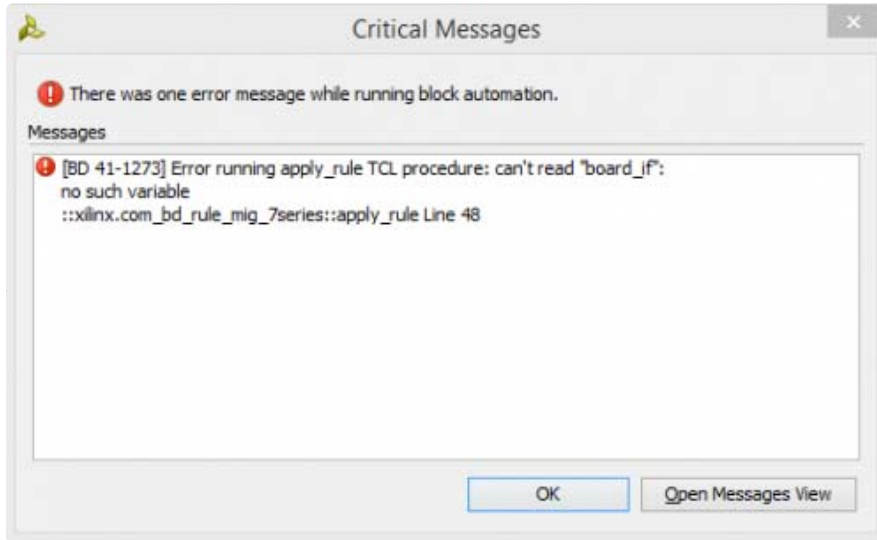 Critical Messages
There was one error message while running block automation.
Messages
[BD 41-1273] Error running apply_rule TCL procedure: can't read "board_if":
no such variable
::xilinx.com_bd_rule_mig_7series::apply_rule Line 48
OK
Open Messages View